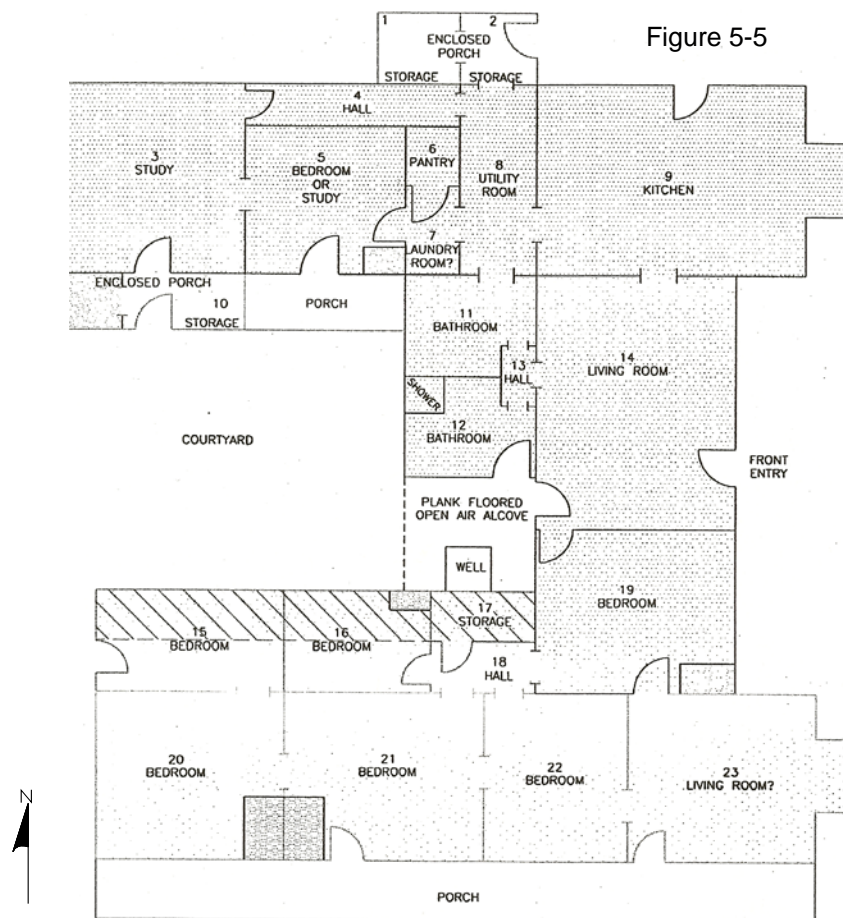 Figure 5-5
1
2
ENCLOSED
PORCH
STORAGE
STORAGE
4
HALL
3
STUDY
5
BEDROOM
OR
STUDY
6
PANTRY
8
UTILITY
ROOM
9
KITCHEN
7
LAUNDRY
ROOM?
ENCLOSED PORCH
10
STORAGE
PORCH
11
BATHROOM
13
HALL
14
LIVING ROOM
SHOWER
12
BATHROOM
COURTYARD
FRONT
ENTRY
PLANK FLOORED
OPEN AIR ALCOVE
WELL
17
STORAGE
19
BEDROOM
15
BEDROOM
16
BEDROOM
18
HALL
20
BEDROOM
21
BEDROOM
22
BEDROOM
23
LIVING ROOM?
N
PORCH